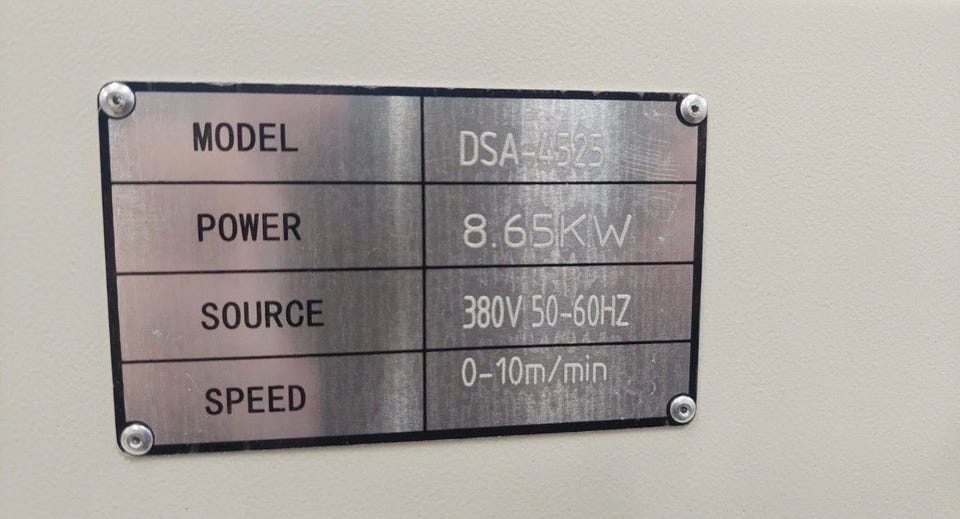 MODEL DSA-4525
POWER 8.65KW
SOURCE 380V 50-60HZ
SPEED 0-10m/min